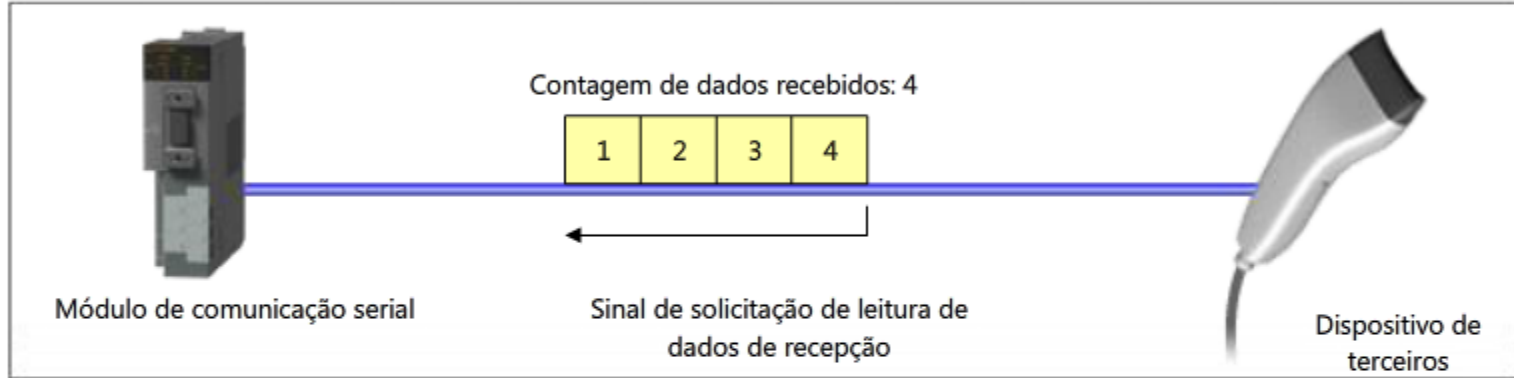 Contagem de dados recebidos: 4
1 2 3 4
Módulo de comunicação serial
Sinal de solicitação de leitura de
dados de recepção
Dispositivo de
terceiros